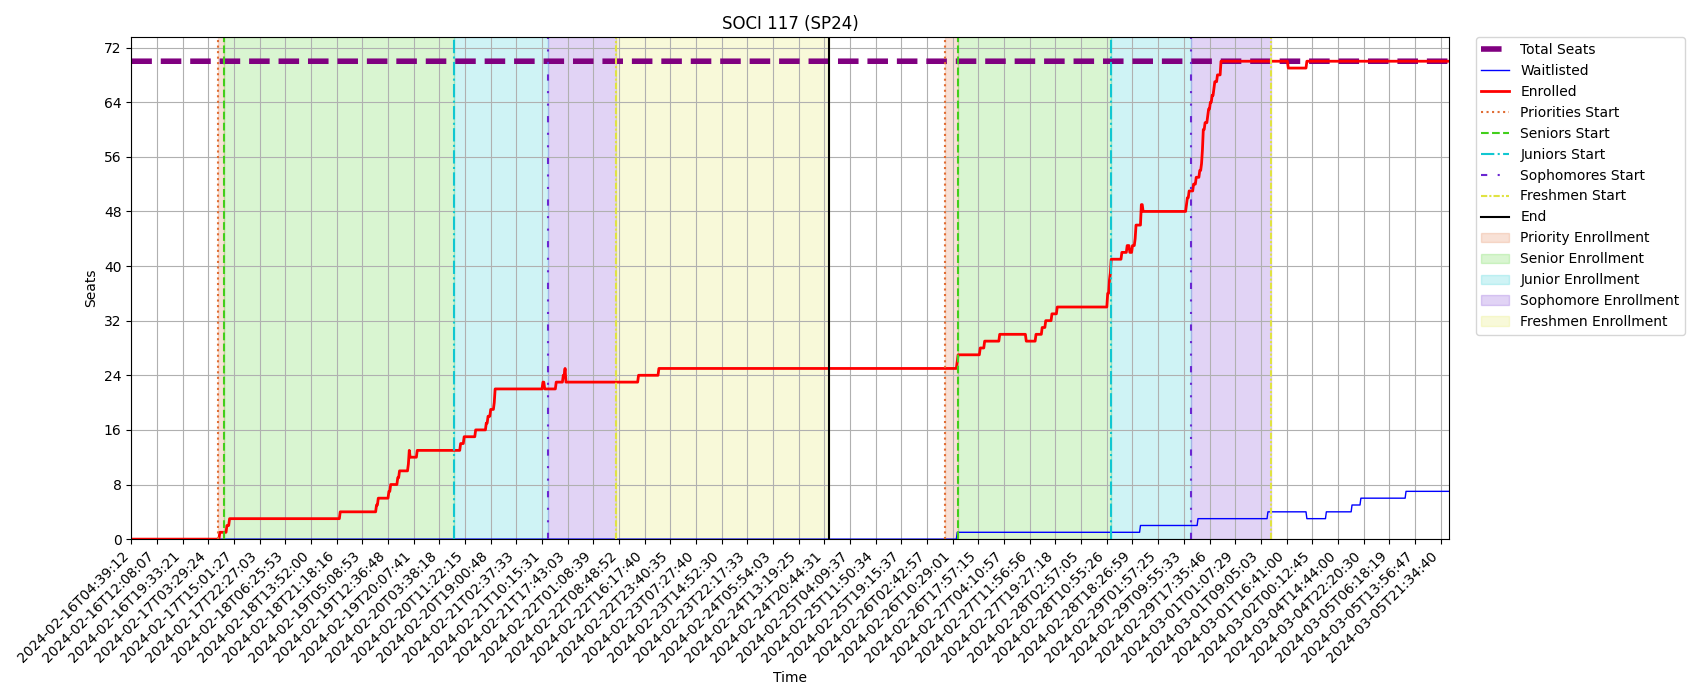 SOCI 117 (SP24)
Seats
72
64
56
48
40
32
24
16
8
0
2024-02-16T04:39:12
2024-02-16T12:08:07
2024-02-16T19:33:21
2024-02-17T03:29:24
2024-02-17T15:01:27
2024-02-17T22:27:03
2024-02-18T06:25:53
2024-02-18T13:52:00
2024-02-18T21:18:16
2024-02-19T05:08:53
2024-02-19T12:36:48
2024-02-19T20:07:41
2024-02-20T03:38:18
2024-02-20T11:22:15
2024-02-20T19:00:48
2024-02-21T02:37:33
2024-02-21T10:15:31
2024-02-21T17:43:03
2024-02-22T01:08:39
2024-02-22T08:48:52
2024-02-22T16:17:40
2024-02-22T23:40:35
2024-02-23T07:27:40
2024-02-23T14:52:30
2024-02-23T22:17:33
2024-02-24T05:54:03
2024-02-24T13:19:25
2024-02-24T20:44:31
2024-02-25T04:09:37
2024-02-25T11:50:34
2024-02-25T19:15:37
2024-02-26T02:42:57
2024-02-26T10:29:01
2024-02-26T17:57:15
2024-02-27T04:10:57
2024-02-27T11:56:56
2024-02-27T19:27:18
2024-02-28T02:57:05
2024-02-28T10:55:26
2024-02-28T18:26:59
2024-02-29T01:57:25
2024-02-29T09:55:33
2024-02-29T17:35:46
2024-03-01T01:07:29
2024-03-01T09:05:03
2024-03-01T16:41:00
2024-03-04T00:12:45
2024-03-04T14:44:00
2024-03-04T22:20:30
2024-03-05T06:18:19
2024-03-05T13:56:47
2024-03-05T21:34:40
Time
Total Seats
Waitlisted
Enrolled
Priorities Start
Seniors Start
Juniors Start
Sophomores Start
Freshmen Start
End
Priority Enrollment
Senior Enrollment
Junior Enrollment
Sophomore Enrollment
Freshmen Enrollment